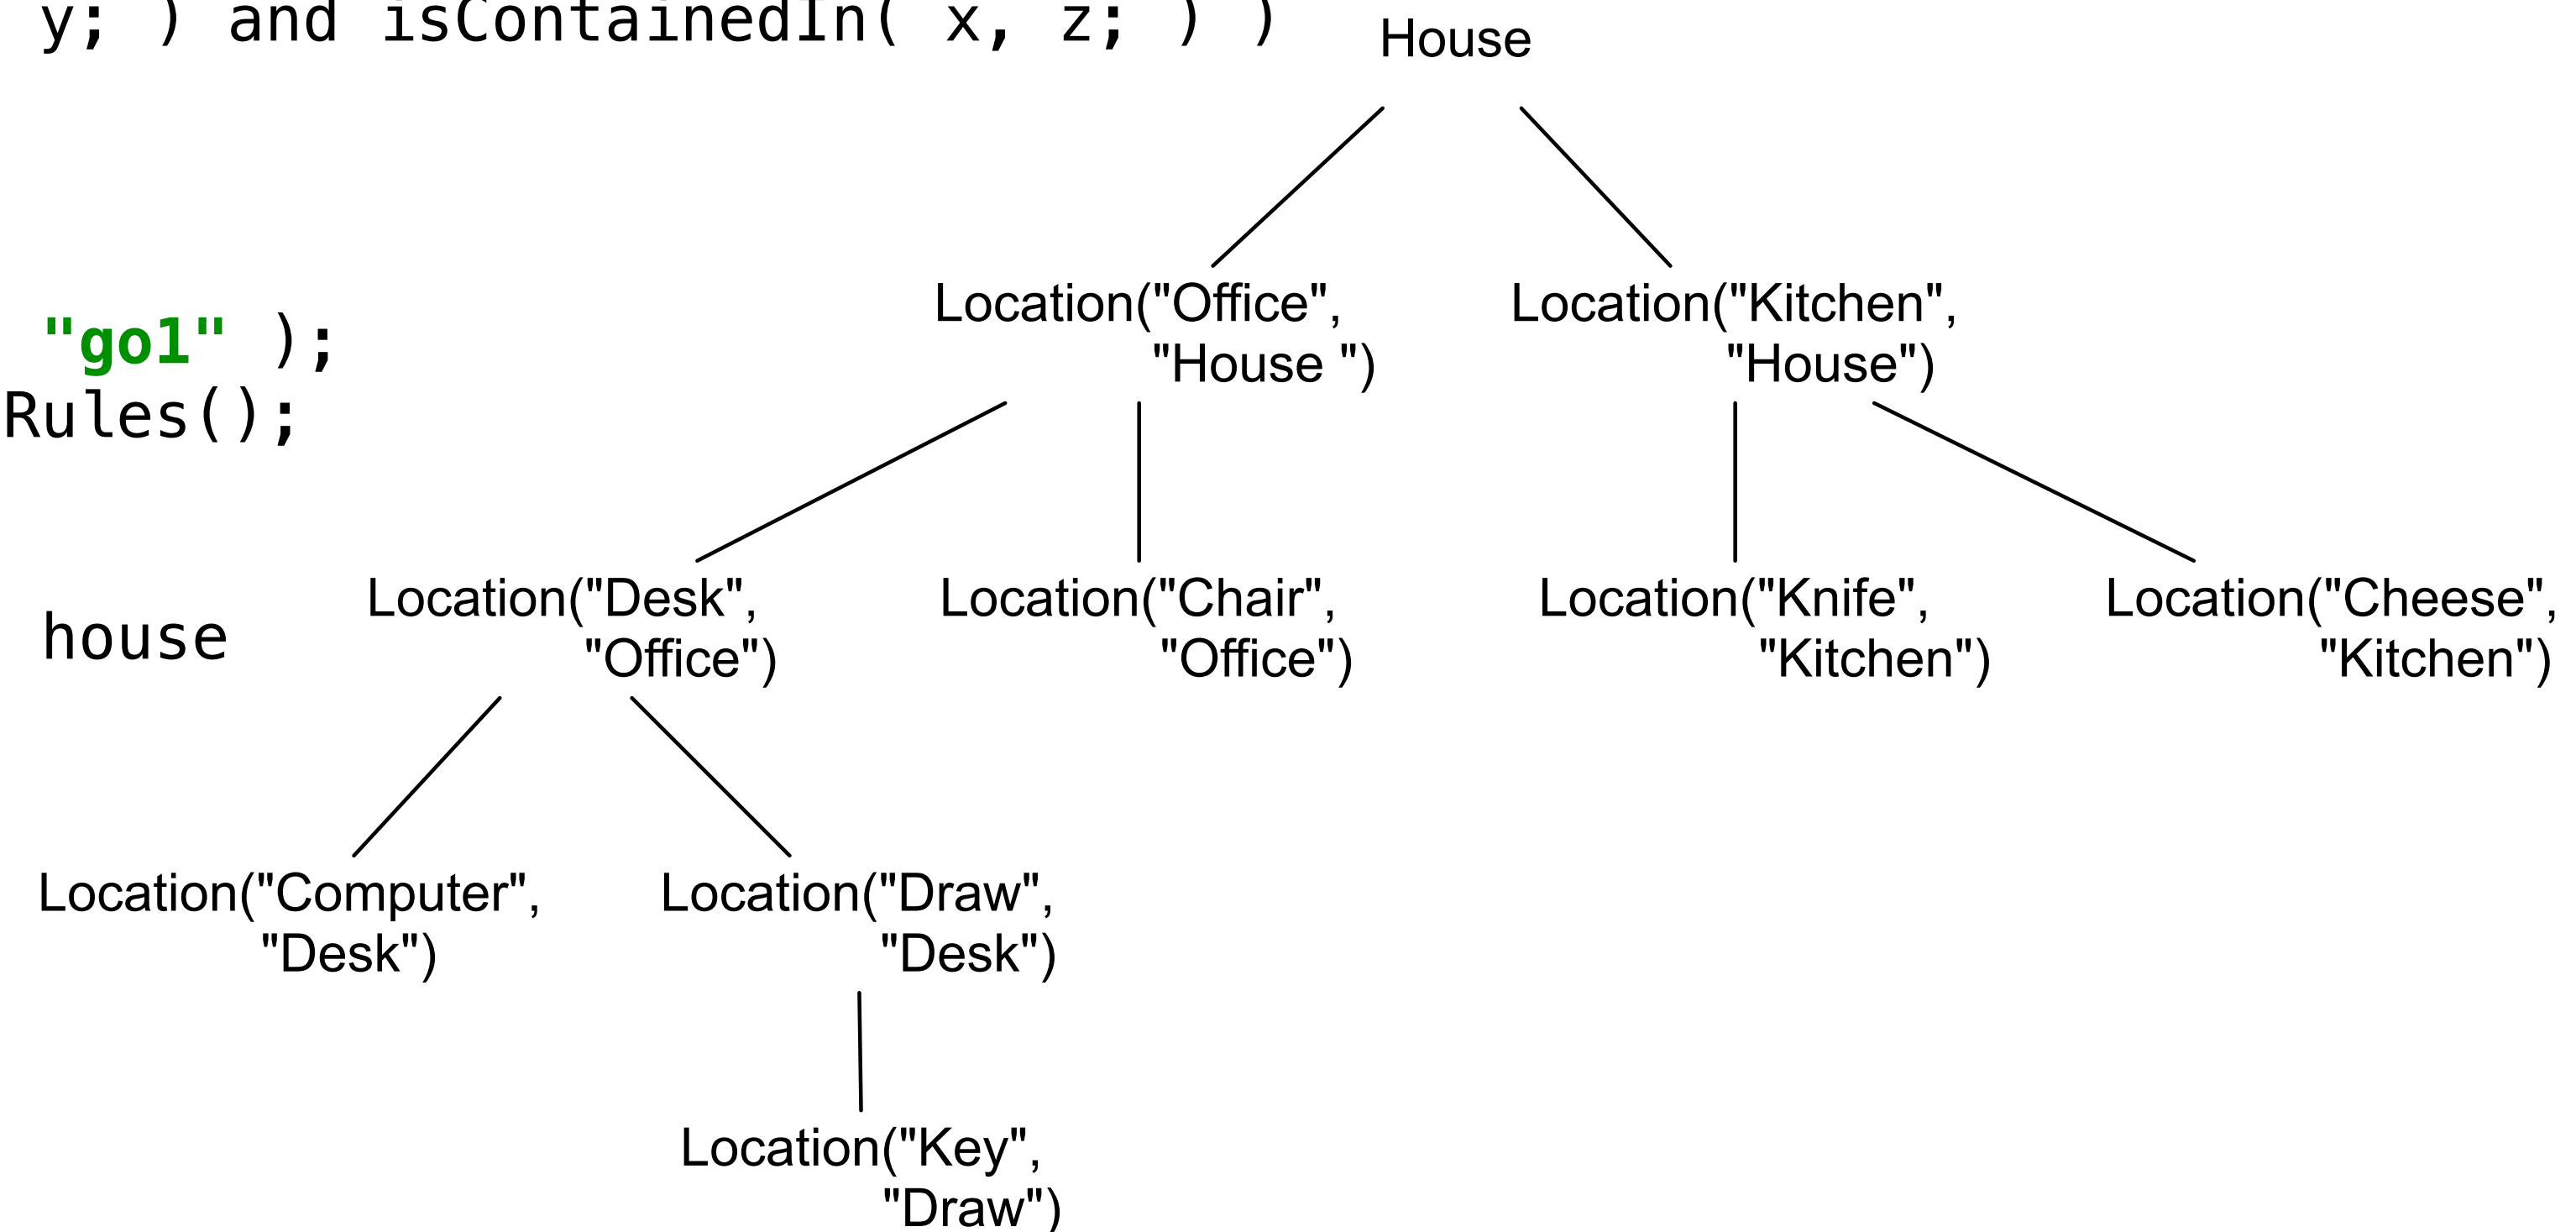 y; ) and isContainedIn( x, z; ) )
House
Location("Office",
"House ")
Location("Kitchen",
"House")
"go1" );
Rules();
Location("Desk",
"Office")
Location("Chair",
"Office")
Location("Knife",
"Kitchen")
Location("Cheese",
"Kitchen")
house
Location("Computer",
"Desk")
Location("Draw",
"Desk")
Location("Key",
"Draw")